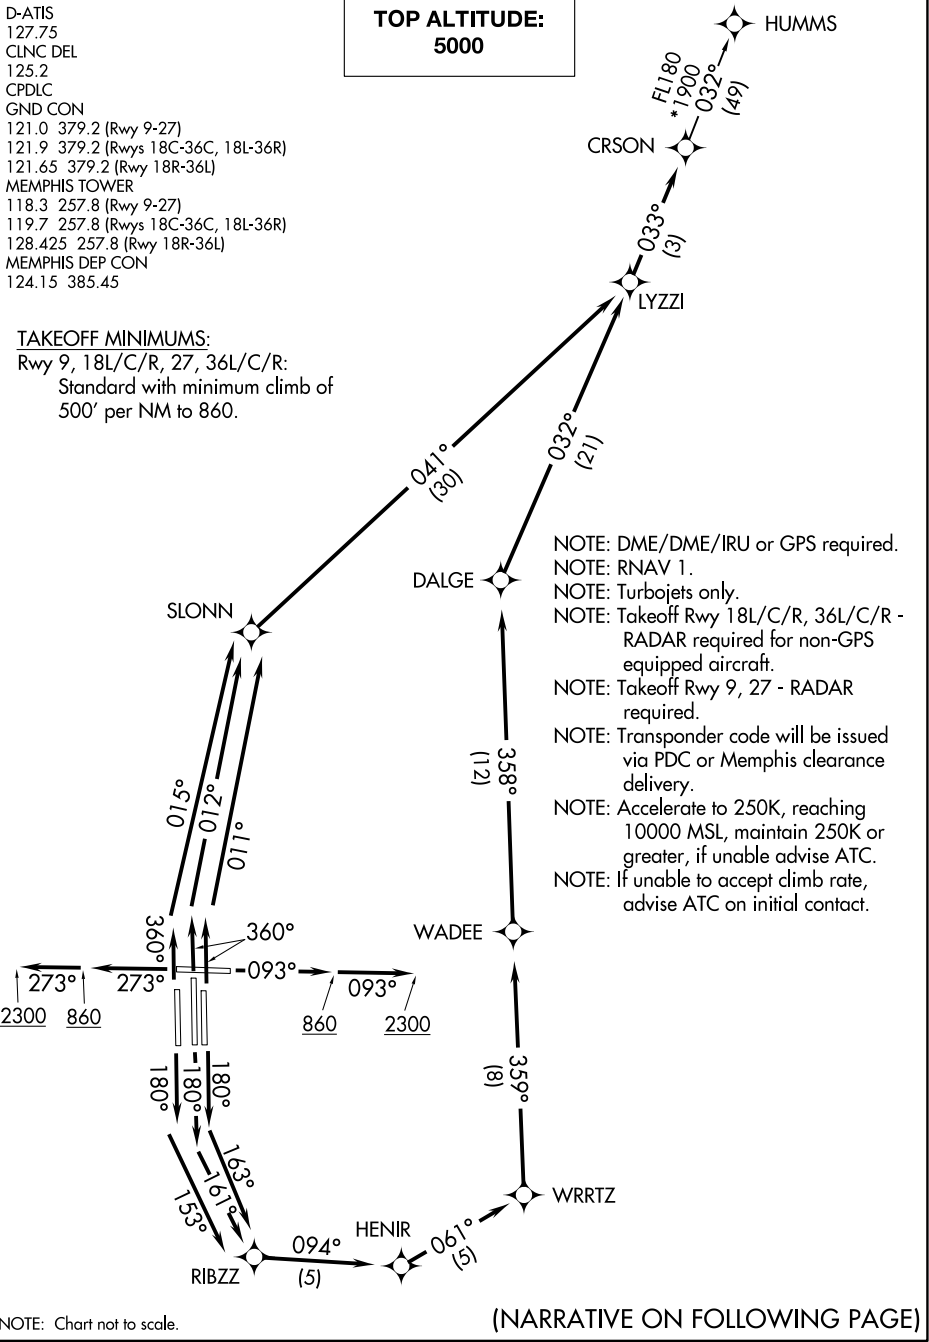 D-ATIS
127.75
CLNC DEL
125.2
CPDLC
GND CON
121.0 379.2 (Rwy 9-27)
121.9 379.2 (Rwys 18C-36C, 18L-36R)
121.65 379.2 (Rwy 18R-36L)
MEMPHIS TOWER
118.3 257.8 (Rwy 9-27)
119.7 257.8 (Rwys 18C-36C, 18L-36R)
128.425 257.8 (Rwy 18R-36L)
MEMPHIS DEP CON
124.15 385.45
TOP ALTITUDE:
5000
HUMMS
FL180
*1900
032°
(49)
CRSON
033°
(3)
LYZZI
TAKEOFF MINIMUMS:
Rwy 9, 18L/C/R, 27, 36L/C/R:
Standard with minimum climb of
500' per NM to 860.
041°
(30)
032°
(21)
DALGE
SLONN
NOTE: DME/DME/IRU or GPS required.
NOTE: RNAV 1.
NOTE: Turbojets only.
NOTE: Takeoff Rwy 18L/C/R, 36L/C/R -
RADAR required for non-GPS
equipped aircraft.
NOTE: Takeoff Rwy 9, 27 - RADAR
required.
NOTE: Transponder code will be issued
via PDC or Memphis clearance
delivery.
NOTE: Accelerate to 250K, reaching
10000 MSL, maintain 250K or
greater, if unable advise ATC.
NOTE: If unable to accept climb rate,
advise ATC on initial contact.
358°
(12)
015°
012°
011°
WADEE
360°
360°
273°
273°
093°
093°
2300
860
860
2300
359°
(8)
180°
180°
180°
163°
161°
153°
WRRTZ
HENIR
061°
(5)
094°
(5)
RIBZZ
NOTE: Chart not to scale.
(NARRATIVE ON FOLLOWING PAGE)